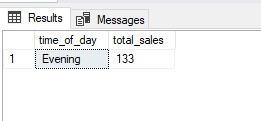 Results Messages
time_of_day total_sales
1 Evening 133